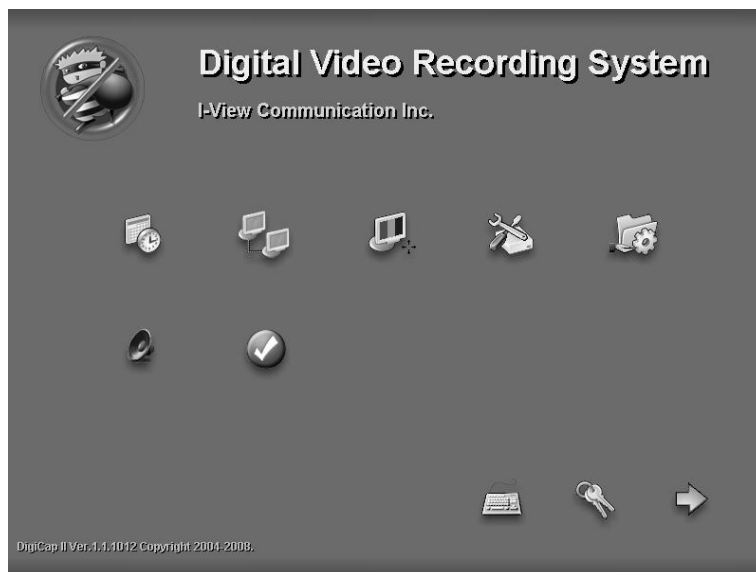 Digital Video Recording System
I-View Communication Inc.
DigiCap II Ver.1.1.1012 Copyright 2004-2008.